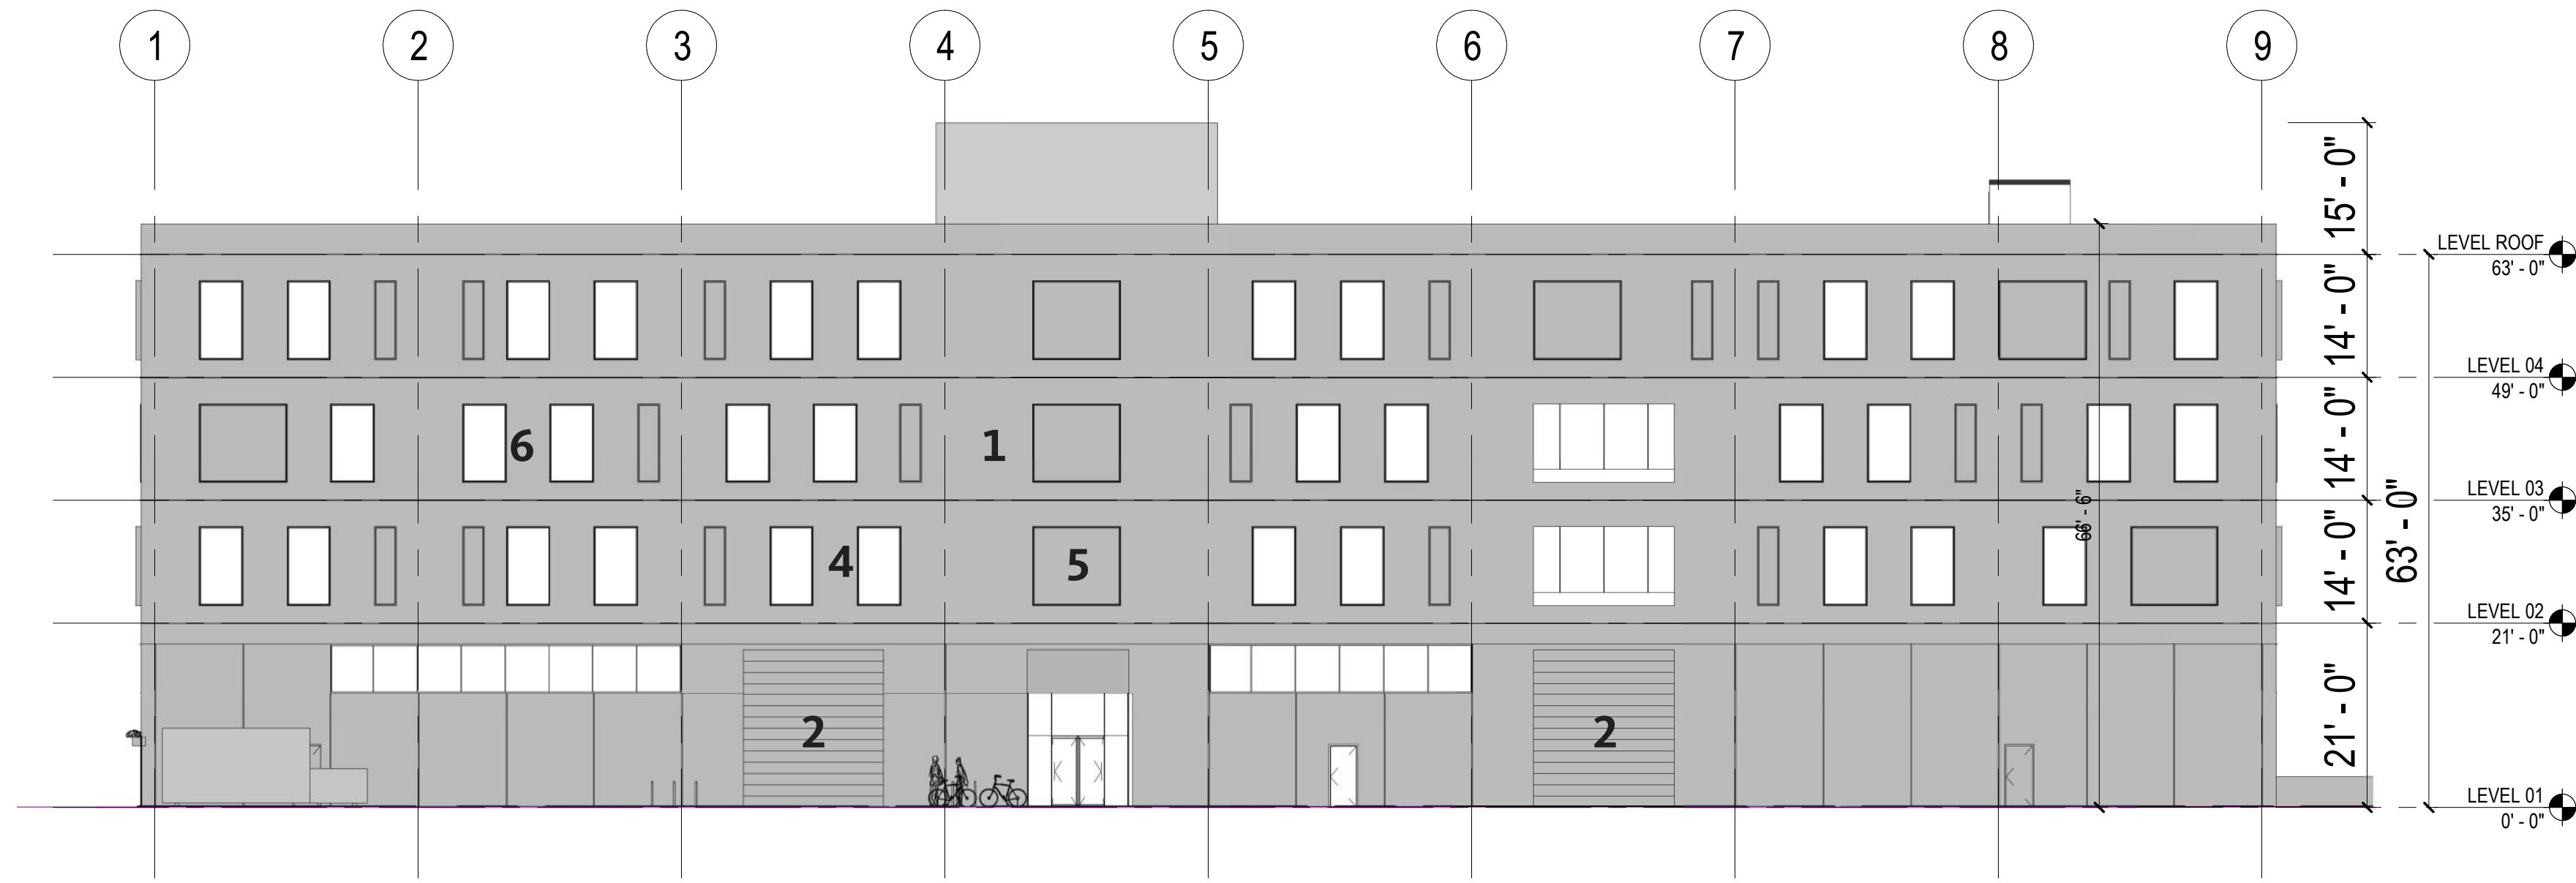 1 2 3 4 5 6 7 8 9
15' - 0"
LEVEL ROOF
63' - 0"
14' - 0"
LEVEL 04
49' - 0"
6 1
14' - 0"
LEVEL 03
35' - 0"
66' - 6"
63' - 0"
4 5
14' - 0"
LEVEL 02
21' - 0"
2 2
21' - 0"
LEVEL 01
0' - 0"